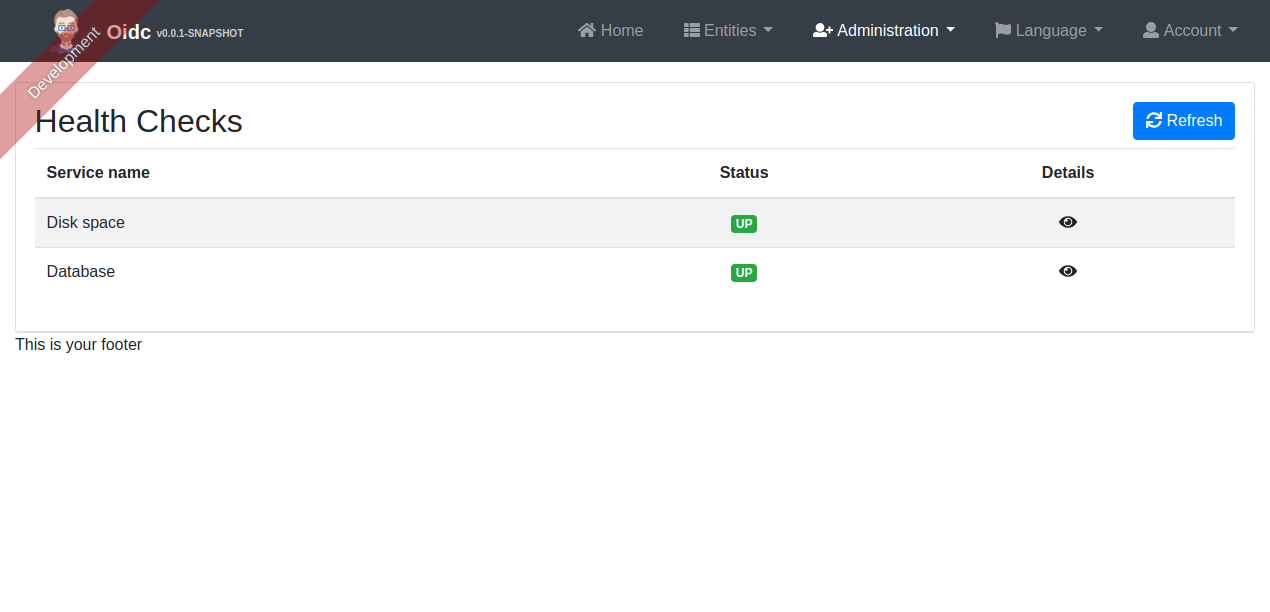 Oidc v0.0.1-SNAPSHOT Home Entities Administration Language Account
Development
Health Checks Refresh
Service name Status Details
Disk space UP
Database UP
This is your footer